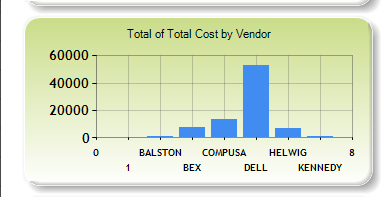 Total of Total Cost by Vendor
60000
40000
20000
0
0 BALSTON COMPUSA HELWIG 8
1 BEX DELL KENNEDY